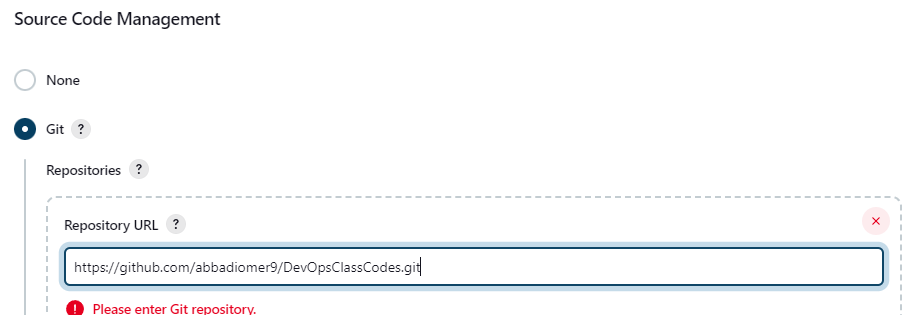 Source Code Management
None
Git ?
Repositories ?
Repository URL ?
https://github.com/abbadiomer9/DevOpsClassCodes.git
Please enter Git repository.